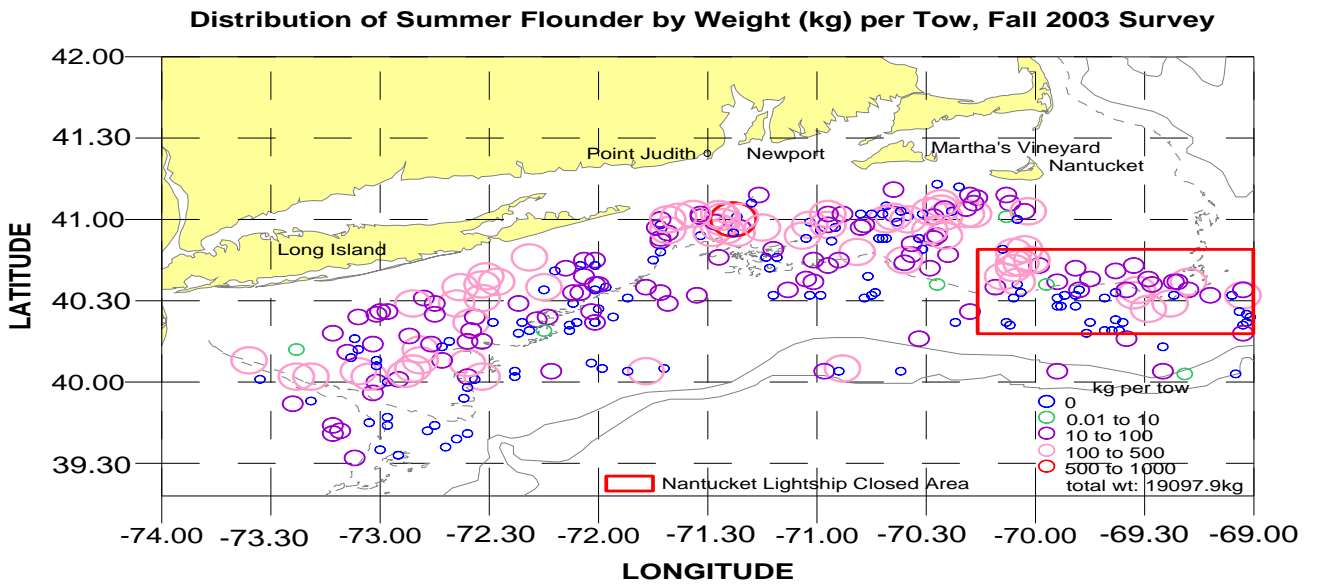 Distribution of Summer Flounder by Weight (kg) per Tow, Fall 2003 Survey
42.00
41.30
41.00
40.30
40.00
39.30
LATITUDE
Point Judith
Newport
Martha's Vineyard
Nantucket
Long Island
kg per tow
0
0.01 to 10
10 to 100
100 to 500
500 to 1000
total wt: 19097.9kg
Nantucket Lightship Closed Area
-74.00 -73.30 -73.00 -72.30 -72.00 -71.30 -71.00 -70.30 -70.00 -69.30 -69.00
LONGITUDE